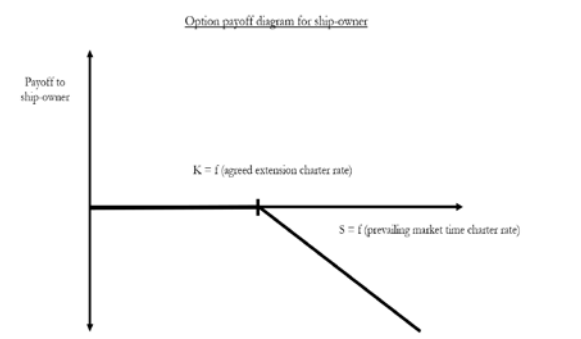 Option payoff diagram for ship-owner
Payoff to
ship-owner
K = f (agreed extension charter rate)
S = f (prevailing market time charter rate)